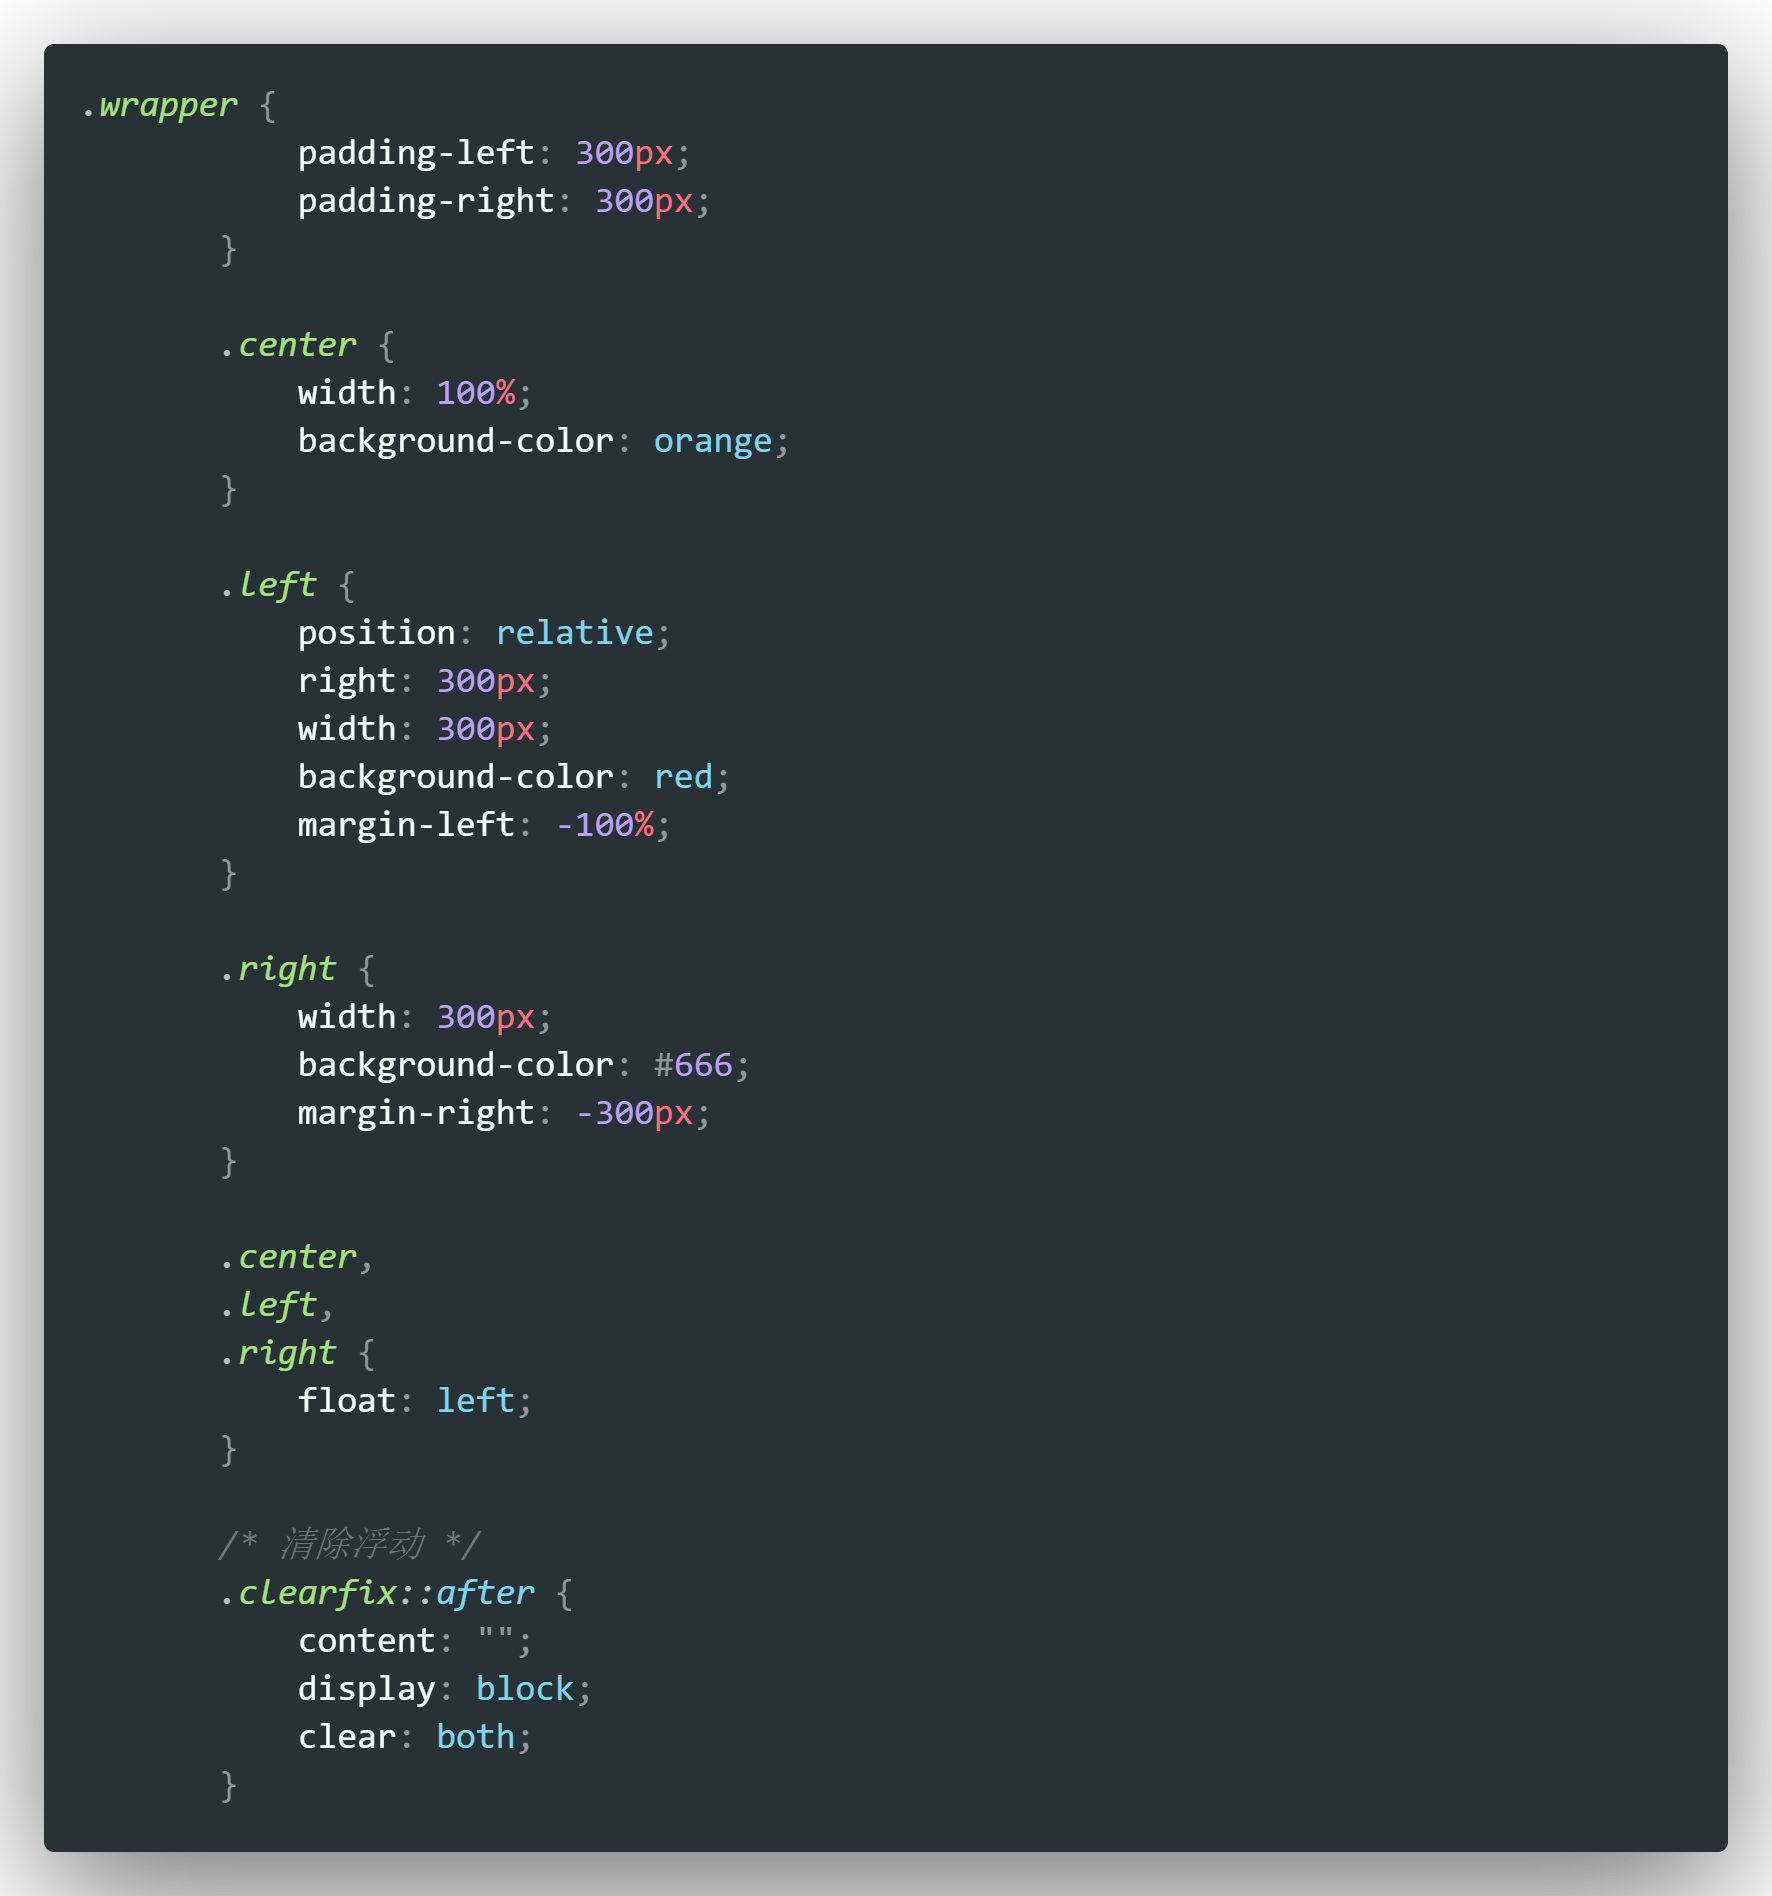 .wrapper {
padding-left: 300px;
padding-right: 300px;
}
.center {
width: 100%;
background-color: orange;
}
.left {
position: relative;
right: 300px;
width: 300px;
background-color: red;
margin-left: -100%;
}
.right {
width: 300px;
background-color: #666;
margin-right: -300px;
}
.center,
.left,
.right {
float: left;
}
/* 清除浮动 */
.clearfix::after {
content: "";
display: block;
clear: both;
}